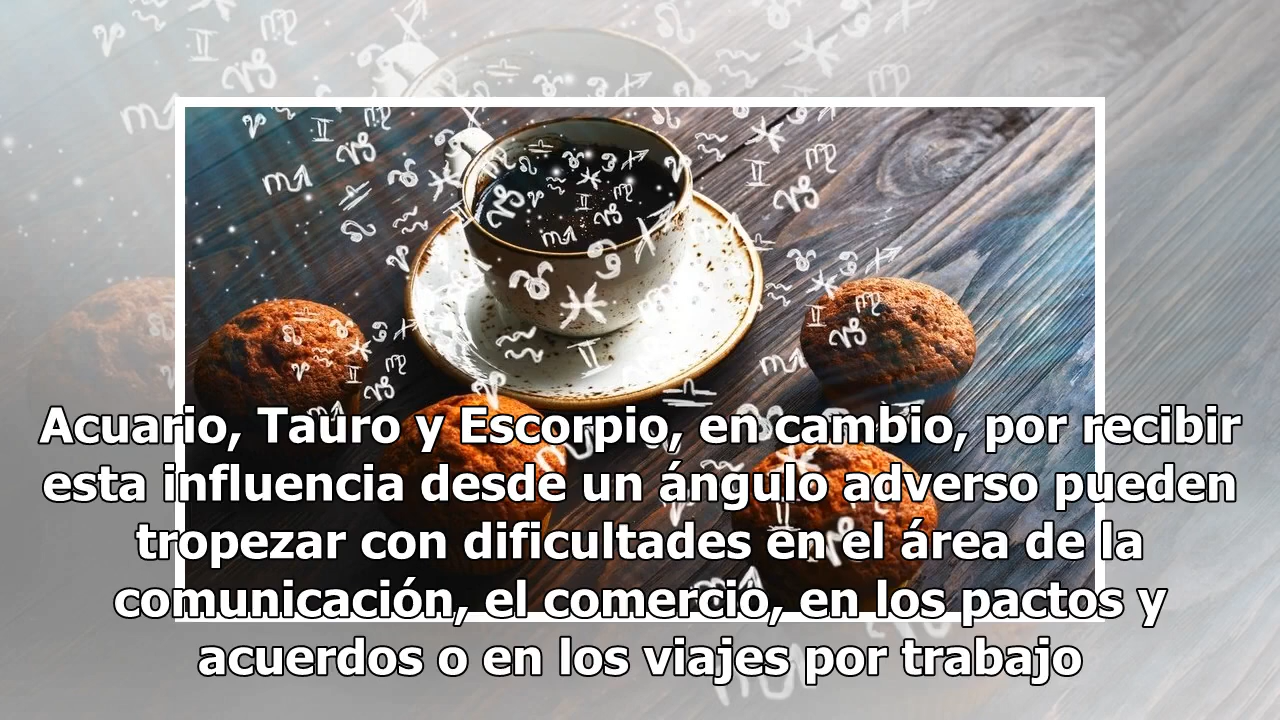 Acuario, Tauro y Escorpio, en cambio, por recibir
esta influencia desde un ángulo adverso pueden
tropezar con dificultades en el área de la
comunicación, el comercio, en los pactos y
acuerdos o en los viajes por trabajo